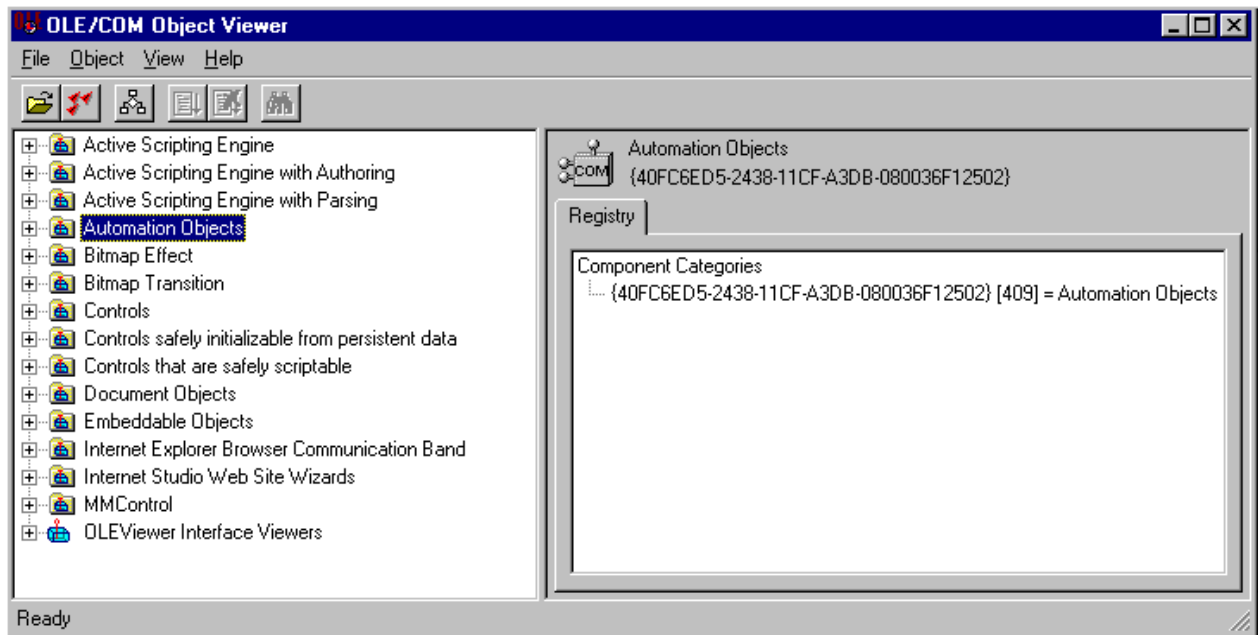 OLE/COM Object Viewer
File Object View Help
Active Scripting Engine
Active Scripting Engine with Authoring
Active Scripting Engine with Parsing
Automation Objects
Bitmap Effect
Bitmap Transition
Controls
Controls safely initializable from persistent data
Controls that are safely scriptable
Document Objects
Embeddable Objects
Internet Explorer Browser Communication Band
Internet Studio Web Site Wizards
MMControl
OLEViewer Interface Viewers
COM
Automation Objects
{40FC6ED5-2438-11CF-A3DB-080036F12502}
Registry
Component Categories
{40FC6ED5-2438-11CF-A3DB-080036F12502} [409] = Automation Objects
Ready